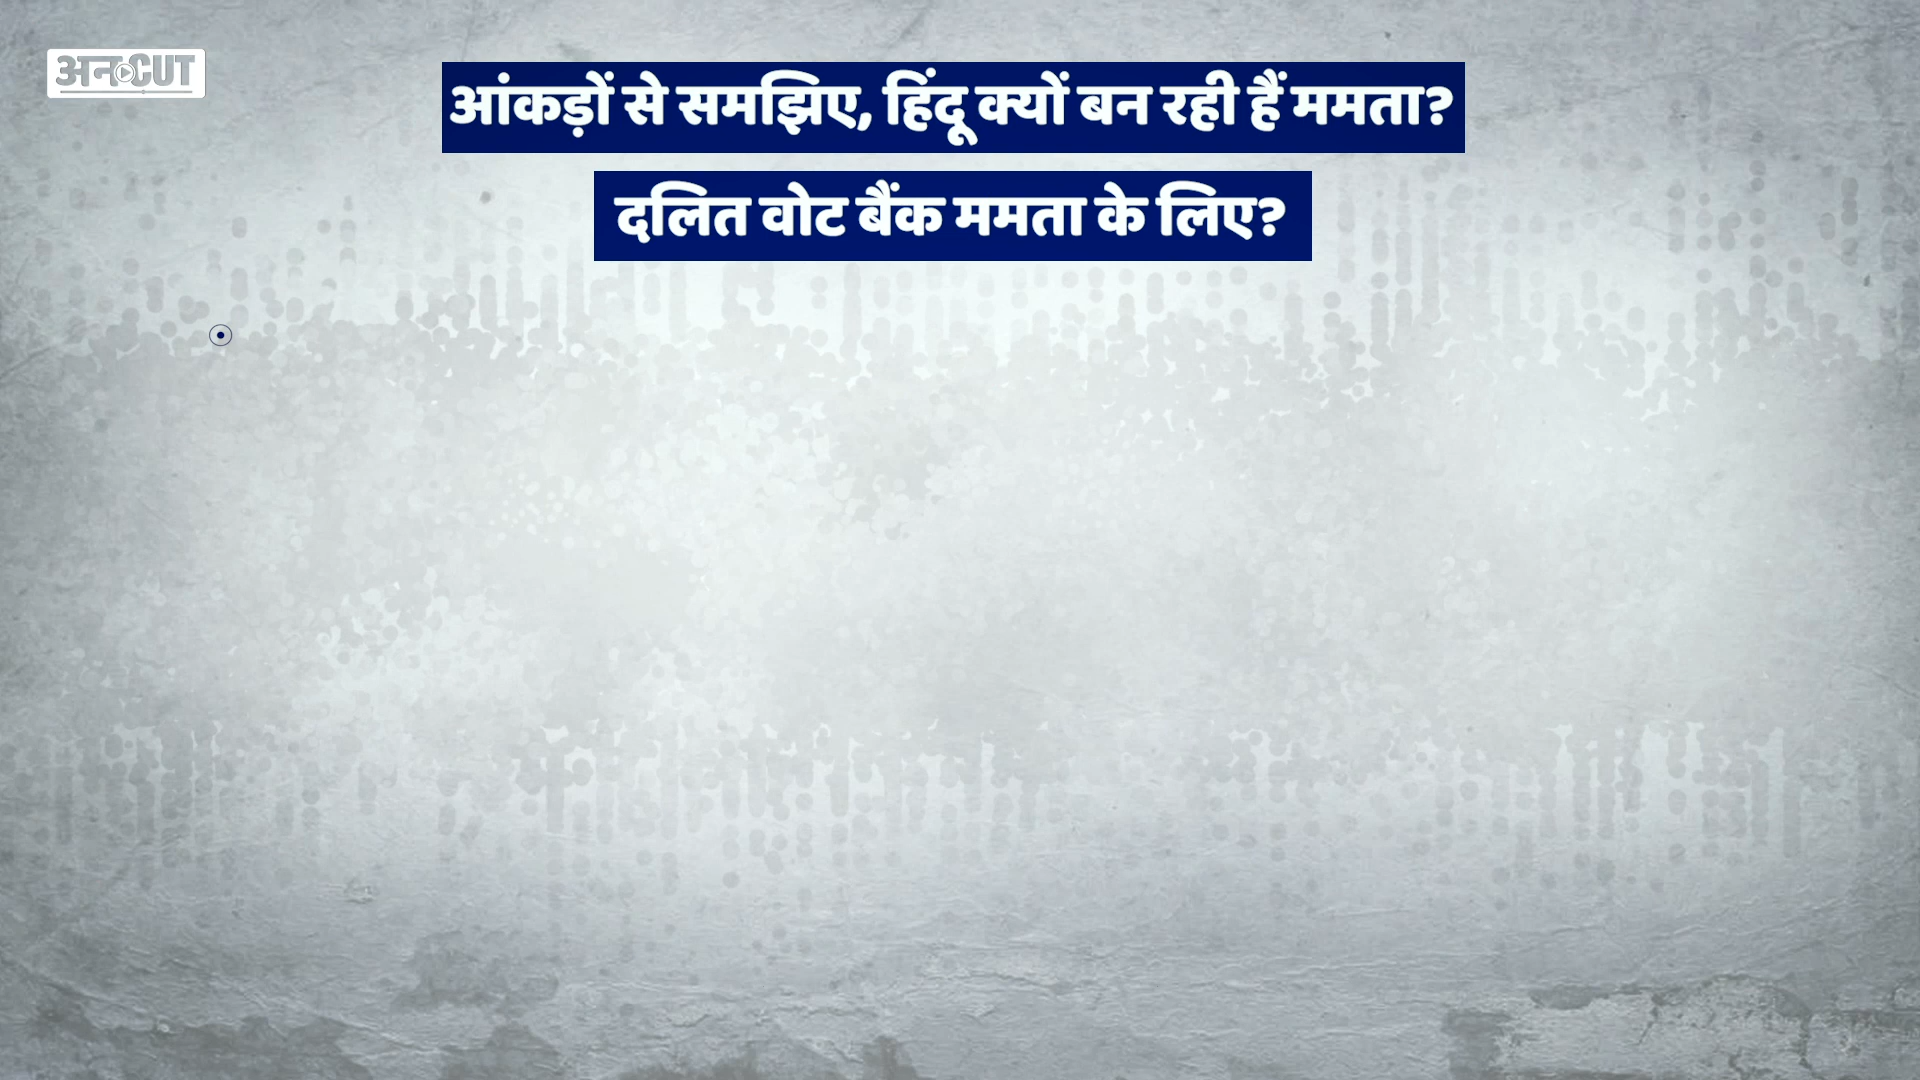 अनCUT
आंकड़ों से समझिए, हिंदू क्यों बन रही हैं ममता?
दलित वोट बैंक ममता के लिए?